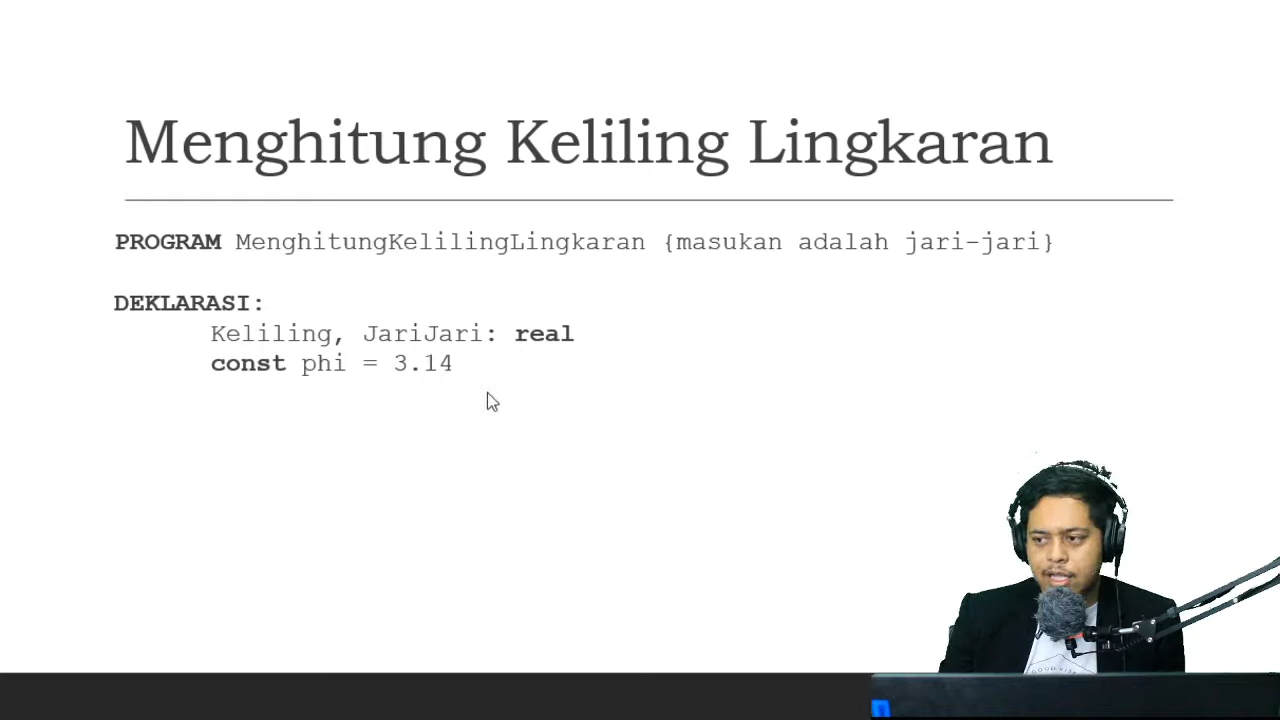 Menghitung Keliling Lingkaran
PROGRAM MenghitungKelilingLingkaran {masukan adalah jari-jari}
DEKLARASI:
Keliling, JariJari: real
const phi = 3.14